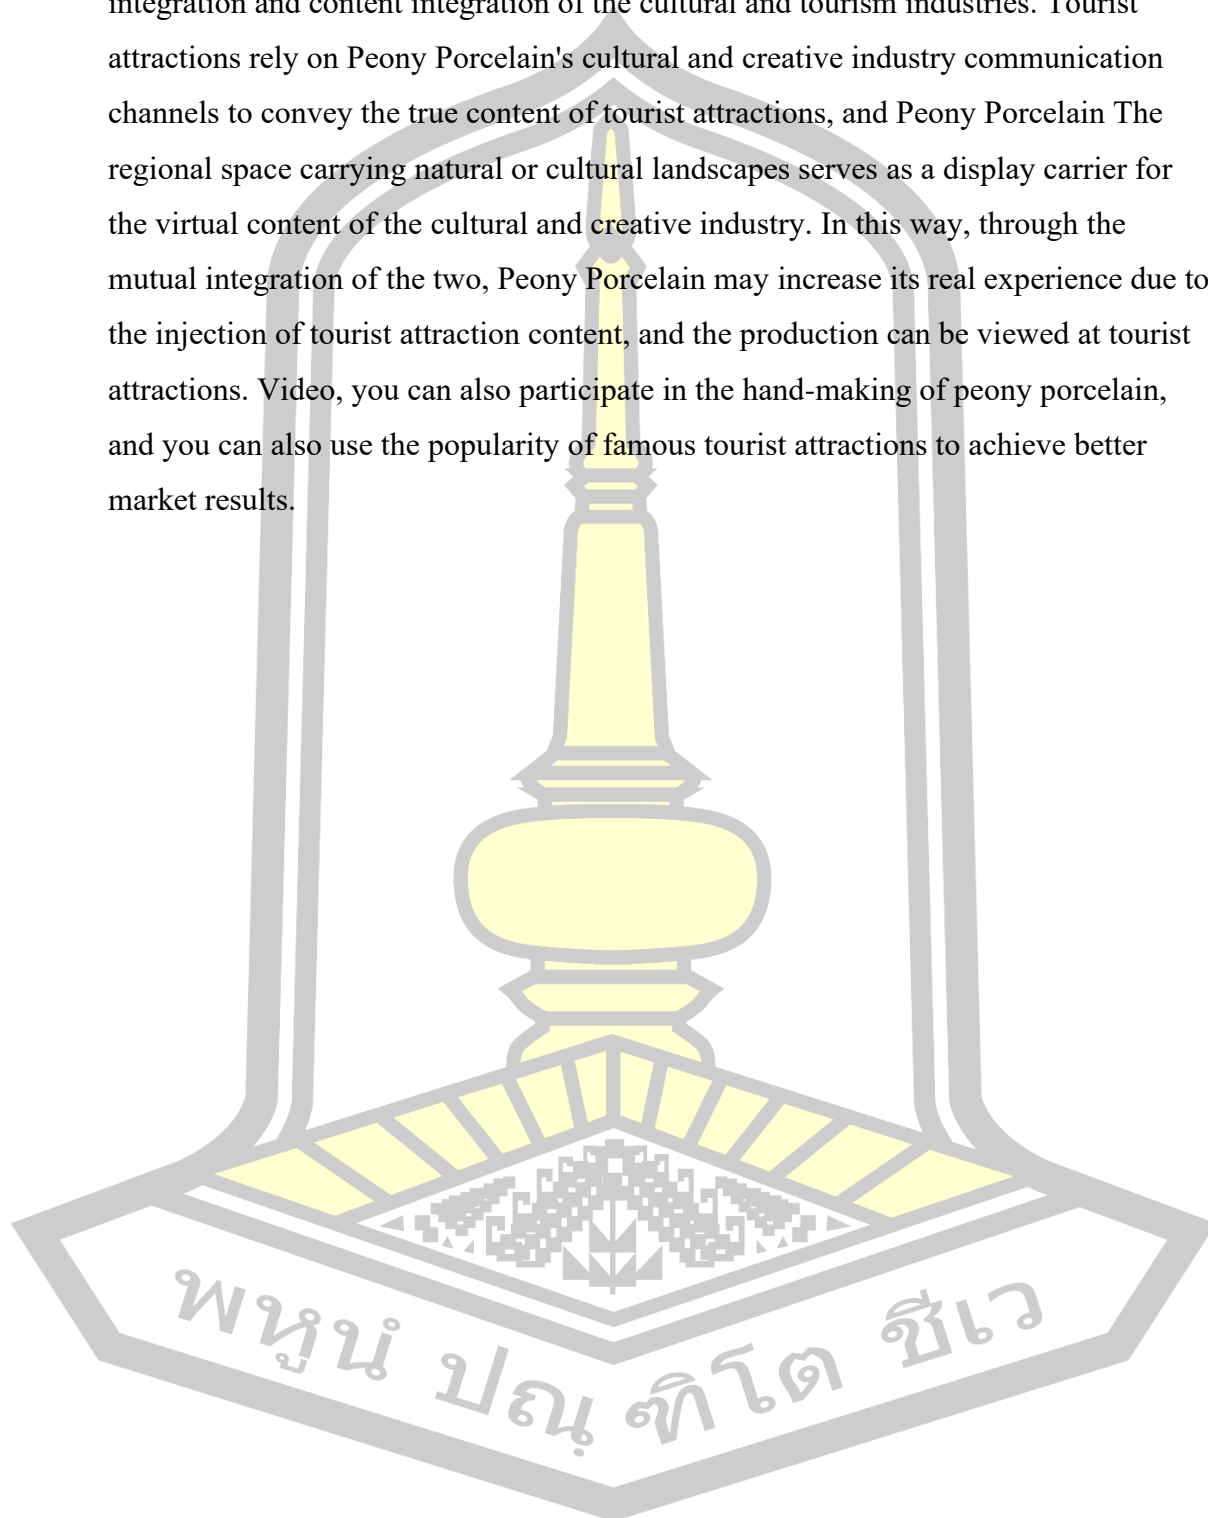 integration and content integration of the cultural and tourism industries. Tourist
attractions rely on Peony Porcelain's cultural and creative industry communication
channels to convey the true content of tourist attractions, and Peony Porcelain The
regional space carrying natural or cultural landscapes serves as a display carrier for
the virtual content of the cultural and creative industry. In this way, through the
mutual integration of the two, Peony Porcelain may increase its real experience due to
the injection of tourist attraction content, and the production can be viewed at tourist
attractions. Video, you can also participate in the hand-making of peony porcelain,
and you can also use the popularity of famous tourist attractions to achieve better
market results.
พหูนํ ปณฺฑิโต ชีเว